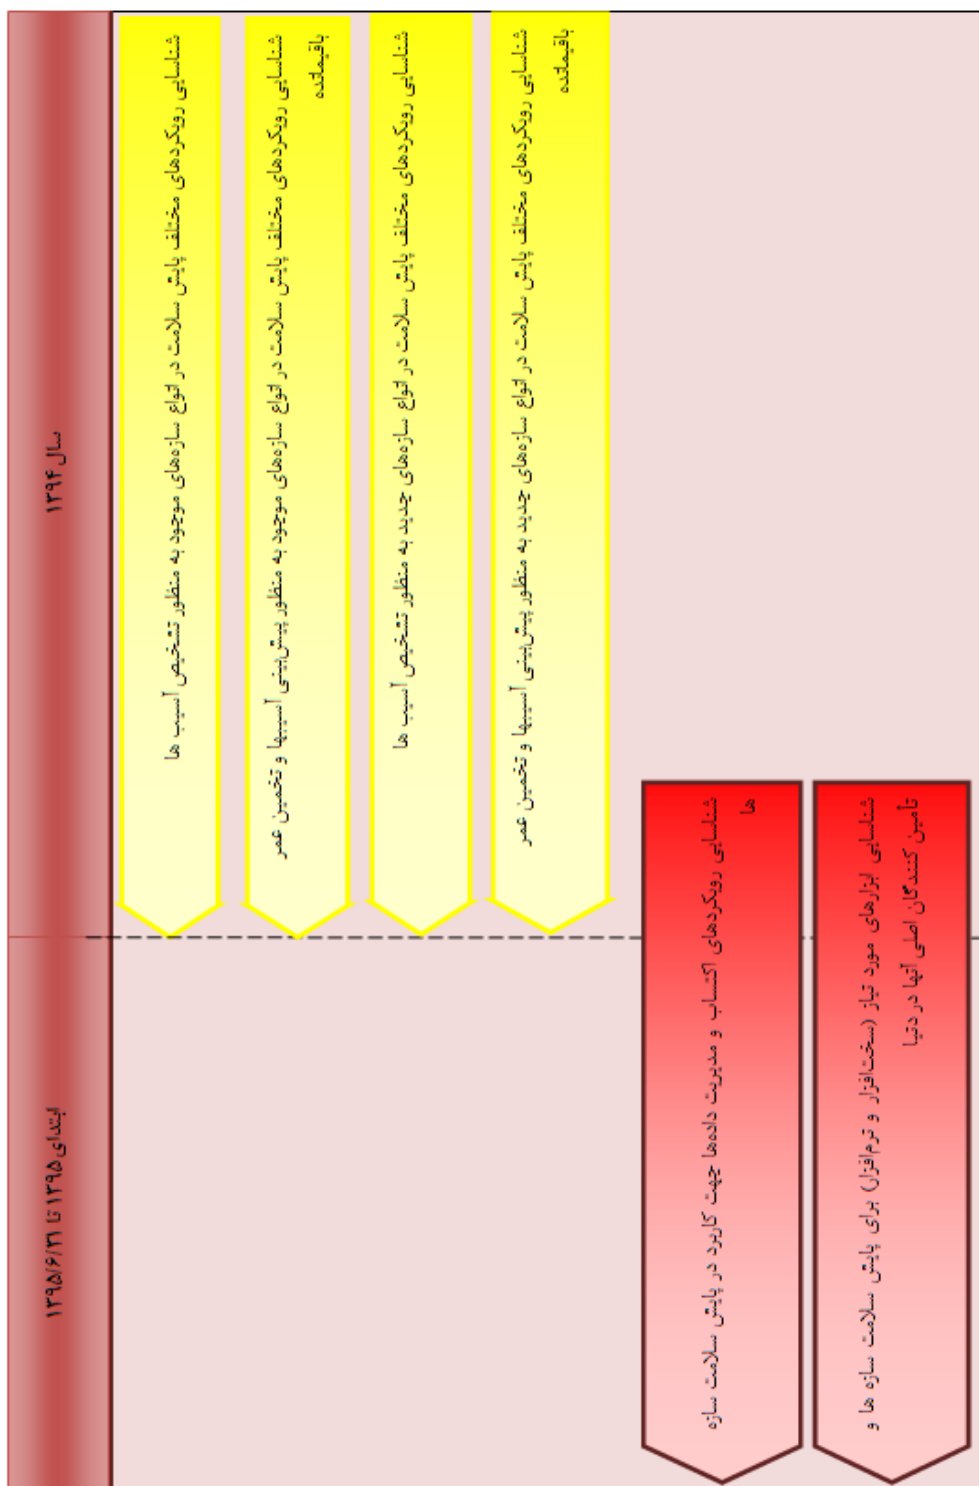 سال ۱۳۹۴
ابتدای ۱۳۹۵ تا ۱۳۹۵/۶/۳۱
شناسایی رویکردهای مختلف پایش سلامت در انواع سازه‌های موجود به منظور تشخیص آسیب ها
شناسایی رویکردهای مختلف پایش سلامت در انواع سازه‌های موجود به منظور پیش‌بینی آسیبها و تخمین عمر
باقیمانده
شناسایی رویکردهای مختلف پایش سلامت در انواع سازه‌های جدید به منظور تشخیص آسیب ها
شناسایی رویکردهای مختلف پایش سلامت در انواع سازه‌های جدید به منظور پیش‌بینی آسیبها و تخمین عمر
باقیمانده
شناسایی رویکردهای اکتساب و مدیریت داده‌ها جهت کاربرد در پایش سلامت سازه
ها
شناسایی ابزارهای مورد نیاز (سخت‌افزار و نرم‌افزار) برای پایش سلامت سازه ها و
تأمین کنندگان اصلی آنها در دنیا